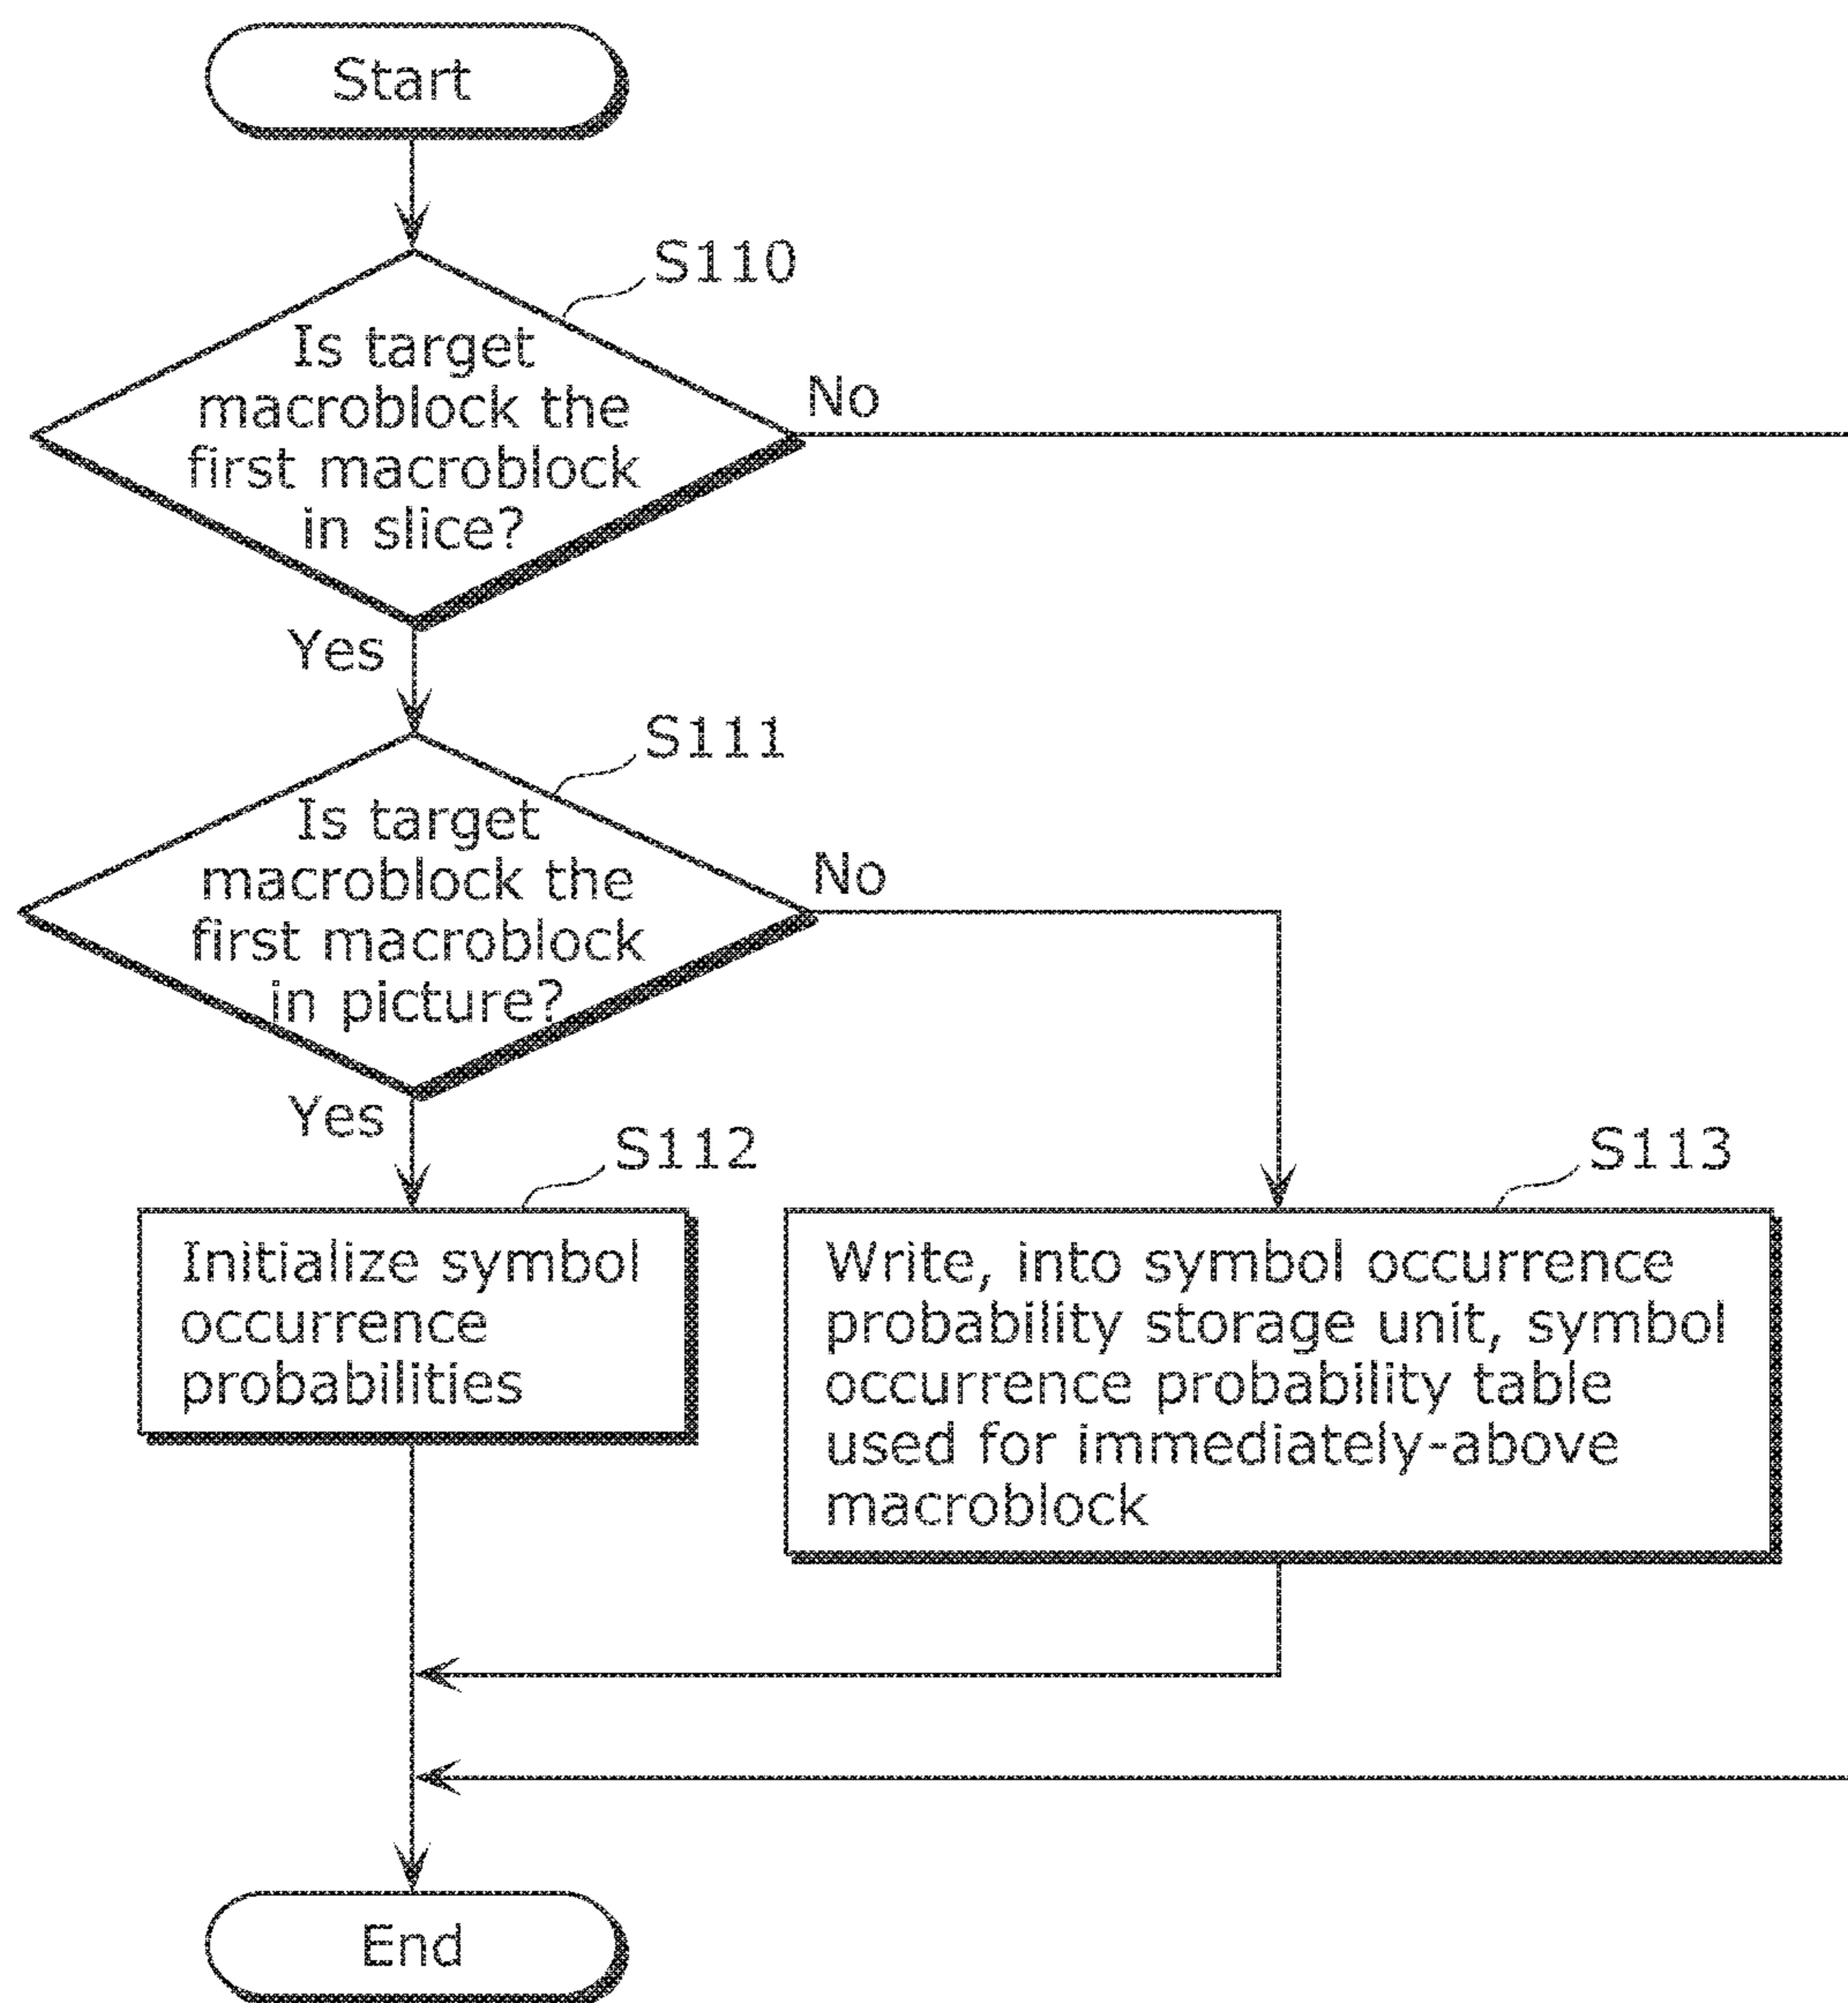 Start
S110
Is target
macroblock the
first macroblock
in slice?
No
Yes
S111
Is target
macroblock the
first macroblock
in picture?
No
Yes
S112
Initialize symbol
occurrence
probabilities
S113
Write, into symbol occurrence
probability storage unit, symbol
occurrence probability table
used for immediately-above
macroblock
End